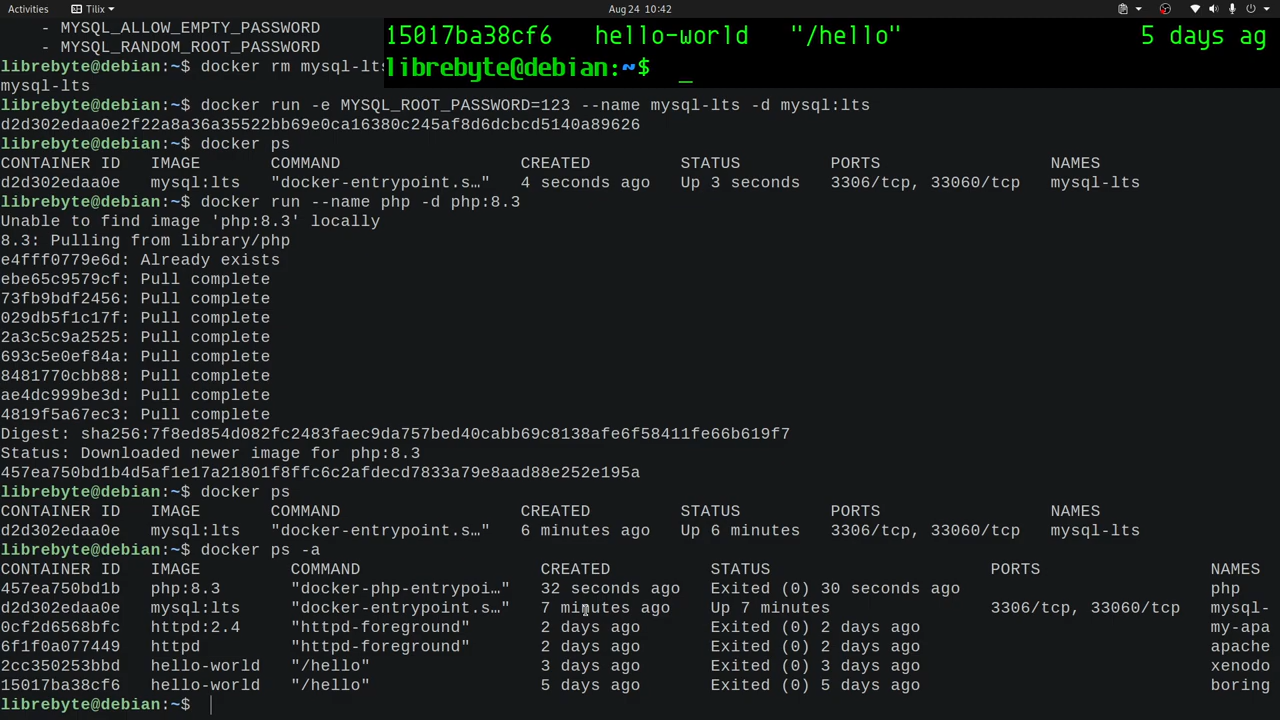 Activities Tilix Aug 24 10:42
- MYSQL_ALLOW_EMPTY_PASSWORD
- MYSQL_RANDOM_ROOT_PASSWORD
15017ba38cf6 hello-world "/hello" 5 days ag
librebyte@debian:~$ _
librebyte@debian:~$ docker rm mysql-lts
mysql-lts
librebyte@debian:~$ docker run -e MYSQL_ROOT_PASSWORD=123 --name mysql-lts -d mysql:lts
d2d302edaa0e2f22a8a36a35522bb69e0ca16380c245af8d6dcbcd5140a89626
librebyte@debian:~$ docker ps
CONTAINER ID IMAGE COMMAND CREATED STATUS PORTS NAMES
d2d302edaa0e mysql:lts "docker-entrypoint.s…" 4 seconds ago Up 3 seconds 3306/tcp, 33060/tcp mysql-lts
librebyte@debian:~$ docker run --name php -d php:8.3
Unable to find image 'php:8.3' locally
8.3: Pulling from library/php
e4fff0779e6d: Already exists
ebe65c9579cf: Pull complete
73fb9bdf2456: Pull complete
029db5f1c17f: Pull complete
2a3c5c9a2525: Pull complete
693c5e0ef84a: Pull complete
8481770cbb88: Pull complete
ae4dc999be3d: Pull complete
4819f5a67ec3: Pull complete
Digest: sha256:7f8ed854d082fc2483faec9da757bed40cabb69c8138afe6f58411fe66b619f7
Status: Downloaded newer image for php:8.3
457ea750bd1b4d5af1e17a21801f8ffc6c2afdecd7833a79e8aad88e252e195a
librebyte@debian:~$ docker ps
CONTAINER ID IMAGE COMMAND CREATED STATUS PORTS NAMES
d2d302edaa0e mysql:lts "docker-entrypoint.s…" 6 minutes ago Up 6 minutes 3306/tcp, 33060/tcp mysql-lts
librebyte@debian:~$ docker ps -a
CONTAINER ID IMAGE COMMAND CREATED STATUS PORTS NAMES
457ea750bd1b php:8.3 "docker-php-entrypoi…" 32 seconds ago Exited (0) 30 seconds ago php
d2d302edaa0e mysql:lts "docker-entrypoint.s…" 7 minutes ago Up 7 minutes 3306/tcp, 33060/tcp mysql-
0cf2d6568bfc httpd:2.4 "httpd-foreground" 2 days ago Exited (0) 2 days ago my-apa
6f1f0a077449 httpd "httpd-foreground" 2 days ago Exited (0) 2 days ago apache
2cc350253bbd hello-world "/hello" 3 days ago Exited (0) 3 days ago xenodo
15017ba38cf6 hello-world "/hello" 5 days ago Exited (0) 5 days ago boring
librebyte@debian:~$